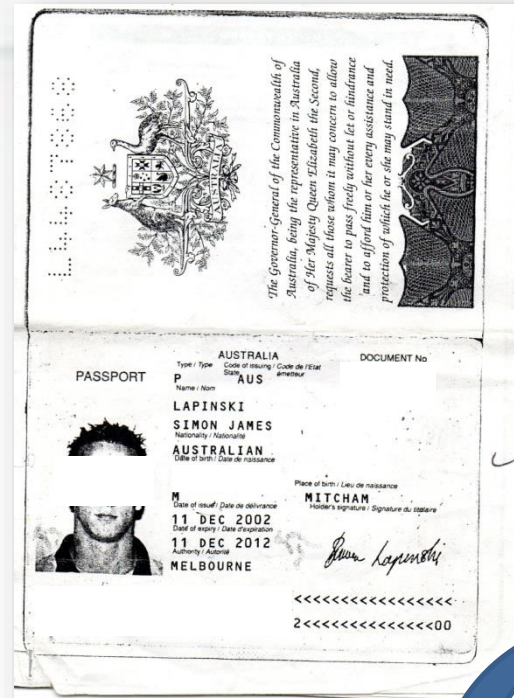 AUSTRALIA
The Governor-General of the Commonwealth of
Australia, being the representative in Australia
of Her Majesty Queen Elizabeth the Second,
requests all those whom it may concern to allow
the bearer to pass freely without let or hindrance
and to afford him or her every assistance and
protection of which he or she may stand in need.
PASSPORT
AUSTRALIA
DOCUMENT No
Type / Type Code of issuing / Code de l'Etat
State émetteur
P AUS
Name / Nom
LAPINSKI
SIMON JAMES
Nationality / Nationalité
AUSTRALIAN
Date of birth / Date de naissance
Place of birth / Lieu de naissance
M MITCHAM
Date of issue / Date de délivrance Holder's signature / Signature du titulaire
11 DEC 2002
Date of expiry / Date d'expiration
11 DEC 2012
Authority / Autorité
MELBOURNE
Simon Lapinski
<<<<<<<<<<<<<<<<<
2<<<<<<<<<<<<<<00